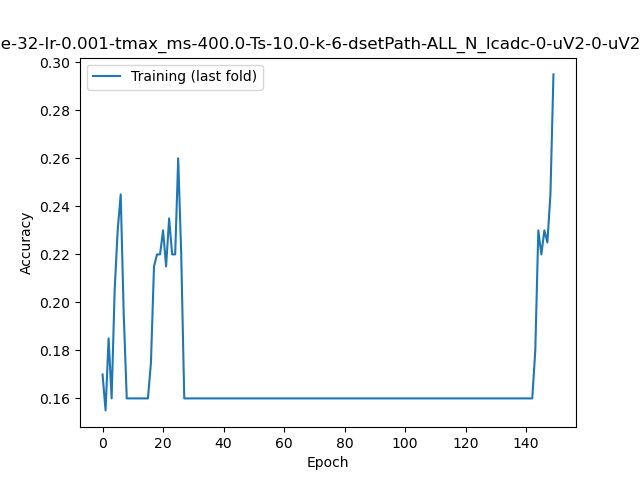 e-32-lr-0.001-tmax_ms-400.0-Ts-10.0-k-6-dsetPath-ALL_N_lcadc-0-uV2-0-uV2
Training (last fold)
0.30
0.28
0.26
0.24
0.22
0.20
0.18
0.16
Accuracy
0 20 40 60 80 100 120 140
Epoch